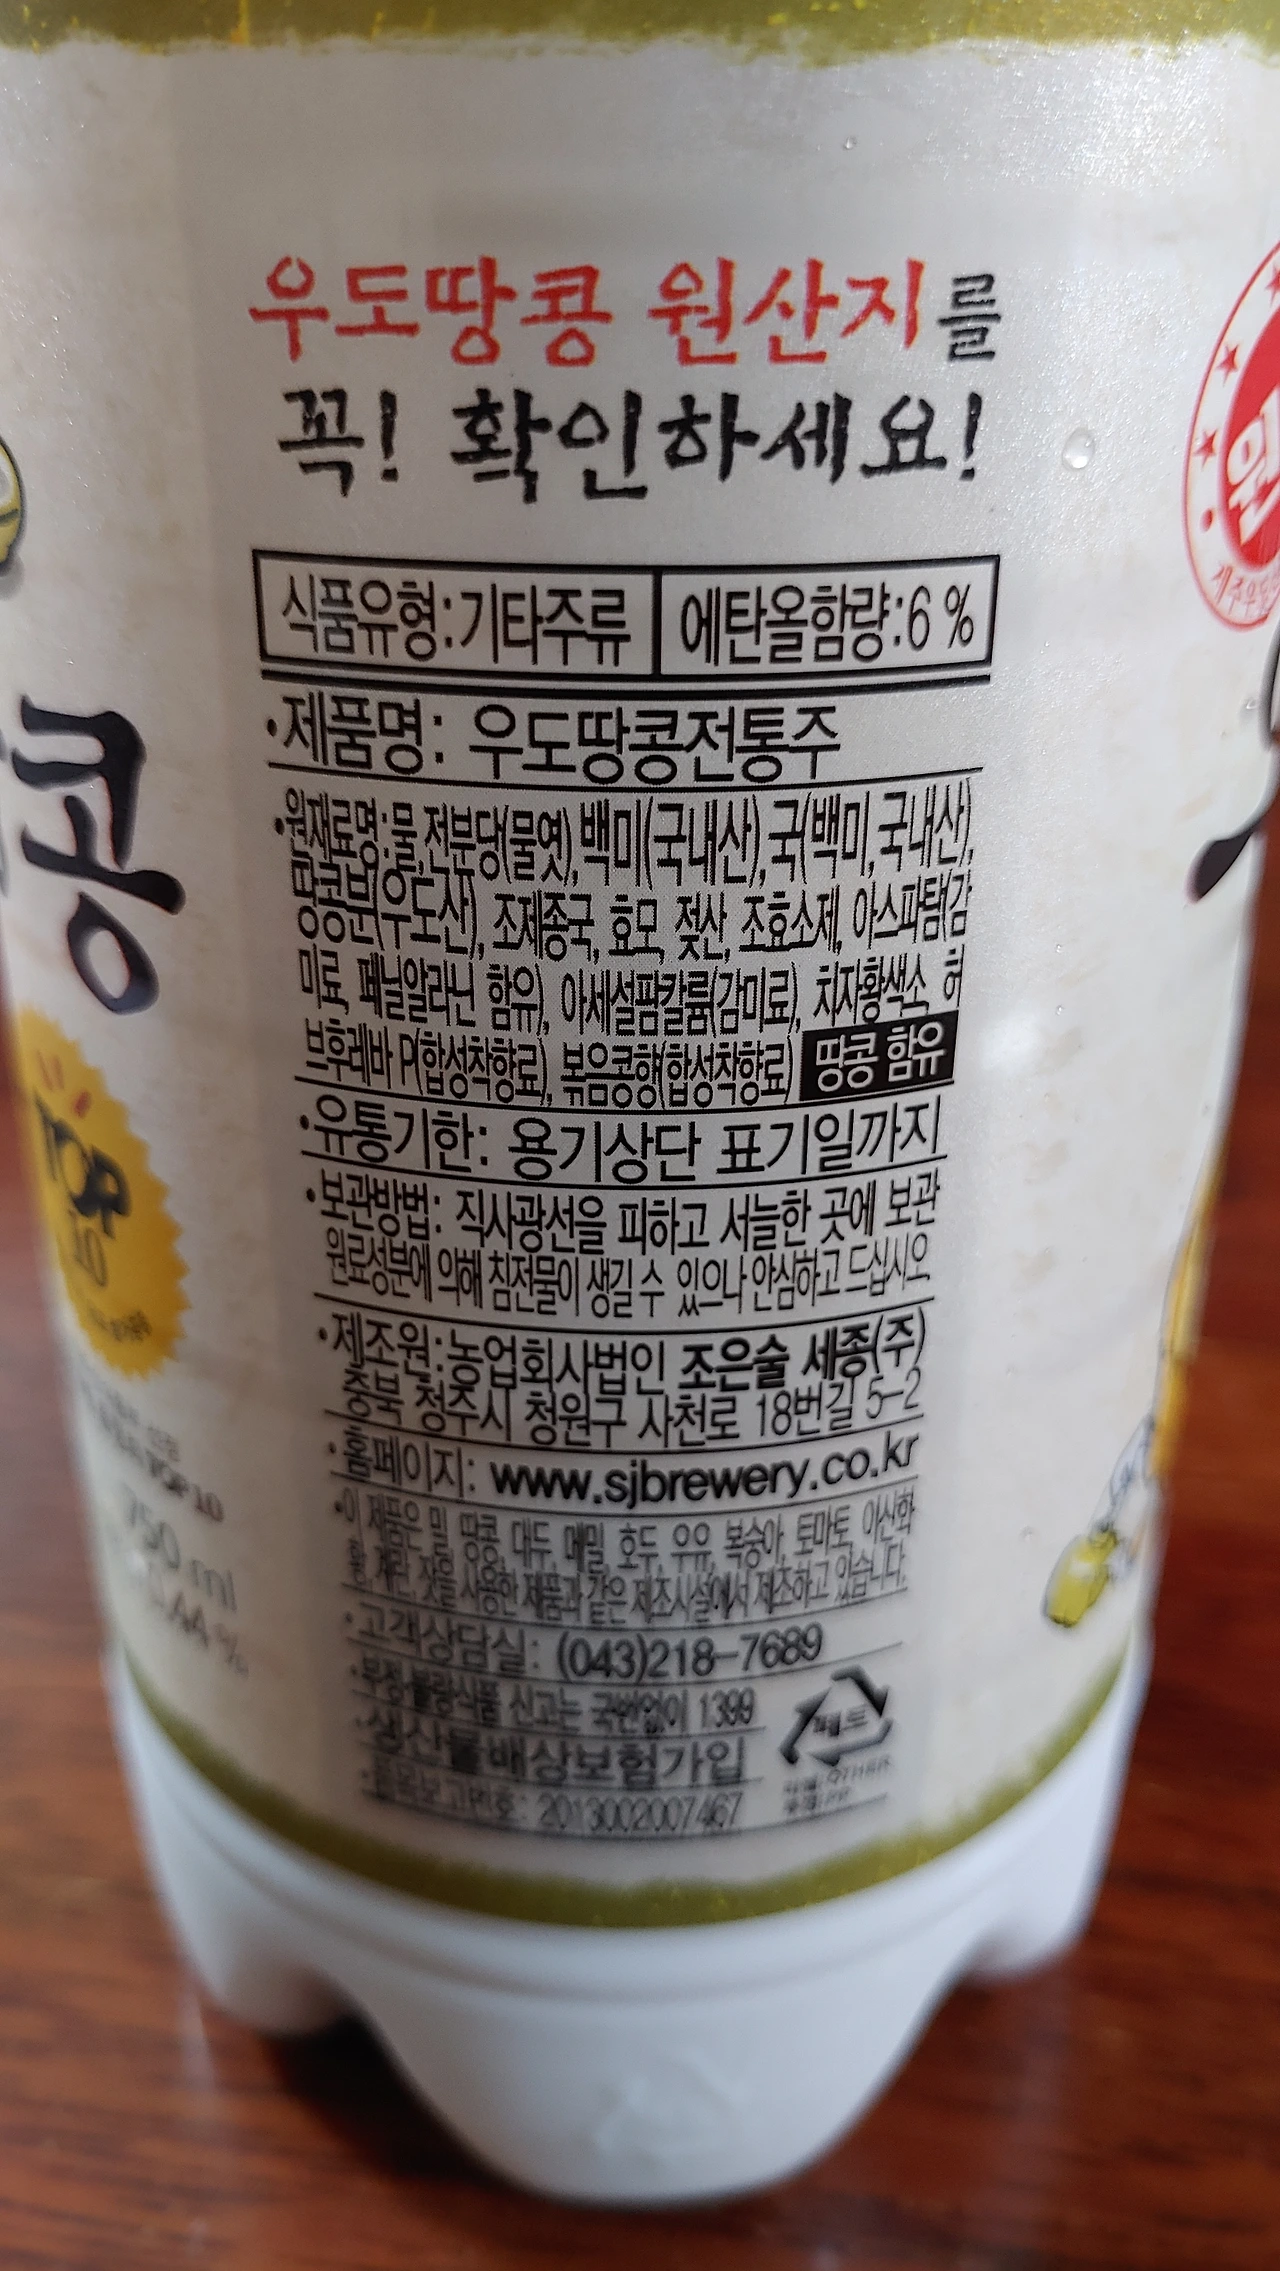 우도땅콩 원산지를
꼭! 확인하세요!
식품유형:기타주류 에탄올함량:6 %
•제품명: 우도땅콩전통주
•원재료명:물,전분당(물엿),백미(국내산),국(백미,국내산),
땅콩분(우도산), 조제종국, 효모, 젖산, 조효소제, 아스파탐(감
미료, 페닐알라닌 함유), 아세설팜칼륨(감미료), 치자황색소, 허
브후레바 P(합성착향료), 볶음콩향(합성착향료) 땅콩 함유
•유통기한: 용기상단 표기일까지
•보관방법: 직사광선을 피하고 서늘한 곳에 보관
원료성분에 의해 침전물이 생길 수 있으나 안심하고 드십시오
•제조원:농업회사법인 조은술 세종(주)
충북 청주시 청원구 사천로 18번길 5-2
•홈페이지: www.sjbrewery.co.kr
•이 제품은 밀, 땅콩, 대두, 메밀, 호두, 우유, 복숭아, 토마토, 아산화
황, 계란, 잣을 사용한 제품과 같은 제조시설에서 제조하고 있습니다.
•고객상담실: (043)218-7689
•부정·불량식품 신고는 국번없이 1399
•생산물배상보험가입
•품목보고번호: 2013002007467
페트
OTHER
콩
TOP
10
TOP 10
750 ml
원
제주우도